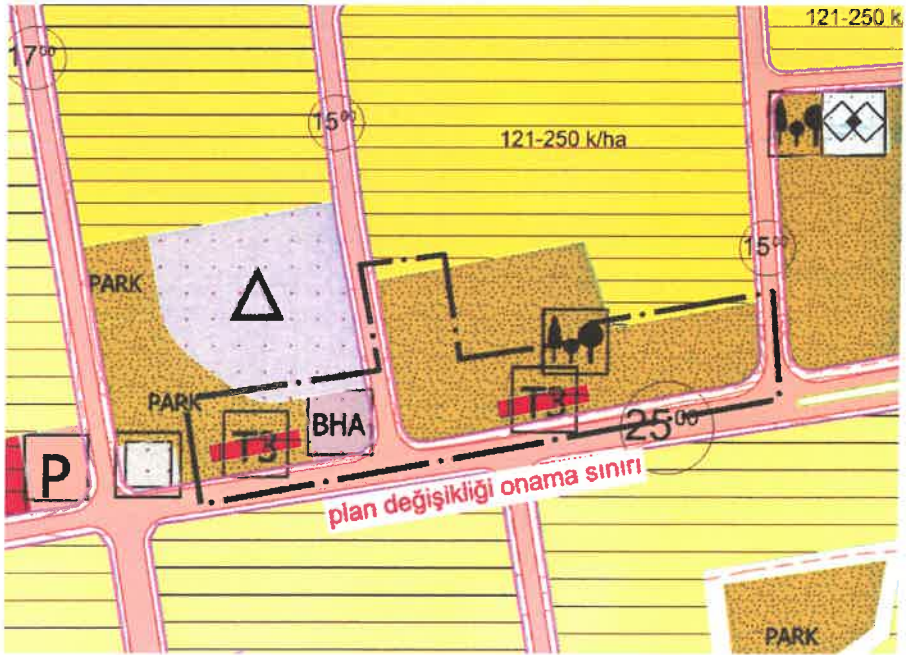 121-250 k
17⁰⁰
15⁰⁰
121-250 k/ha
15⁰⁰
PARK
PARK
T3
BHA
T3
25⁰⁰
P
plan değişikliği onama sınırı
PARK